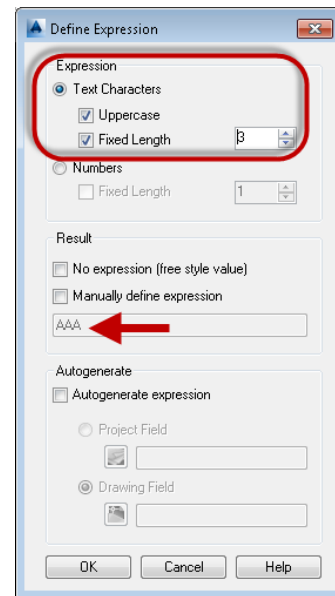 Define Expression
Expression
Text Characters
Uppercase
Fixed Length 3
Numbers
Fixed Length 1
Result
No expression (free style value)
Manually define expression
AAA
Autogenerate
Autogenerate expression
Project Field
Drawing Field
OK Cancel Help